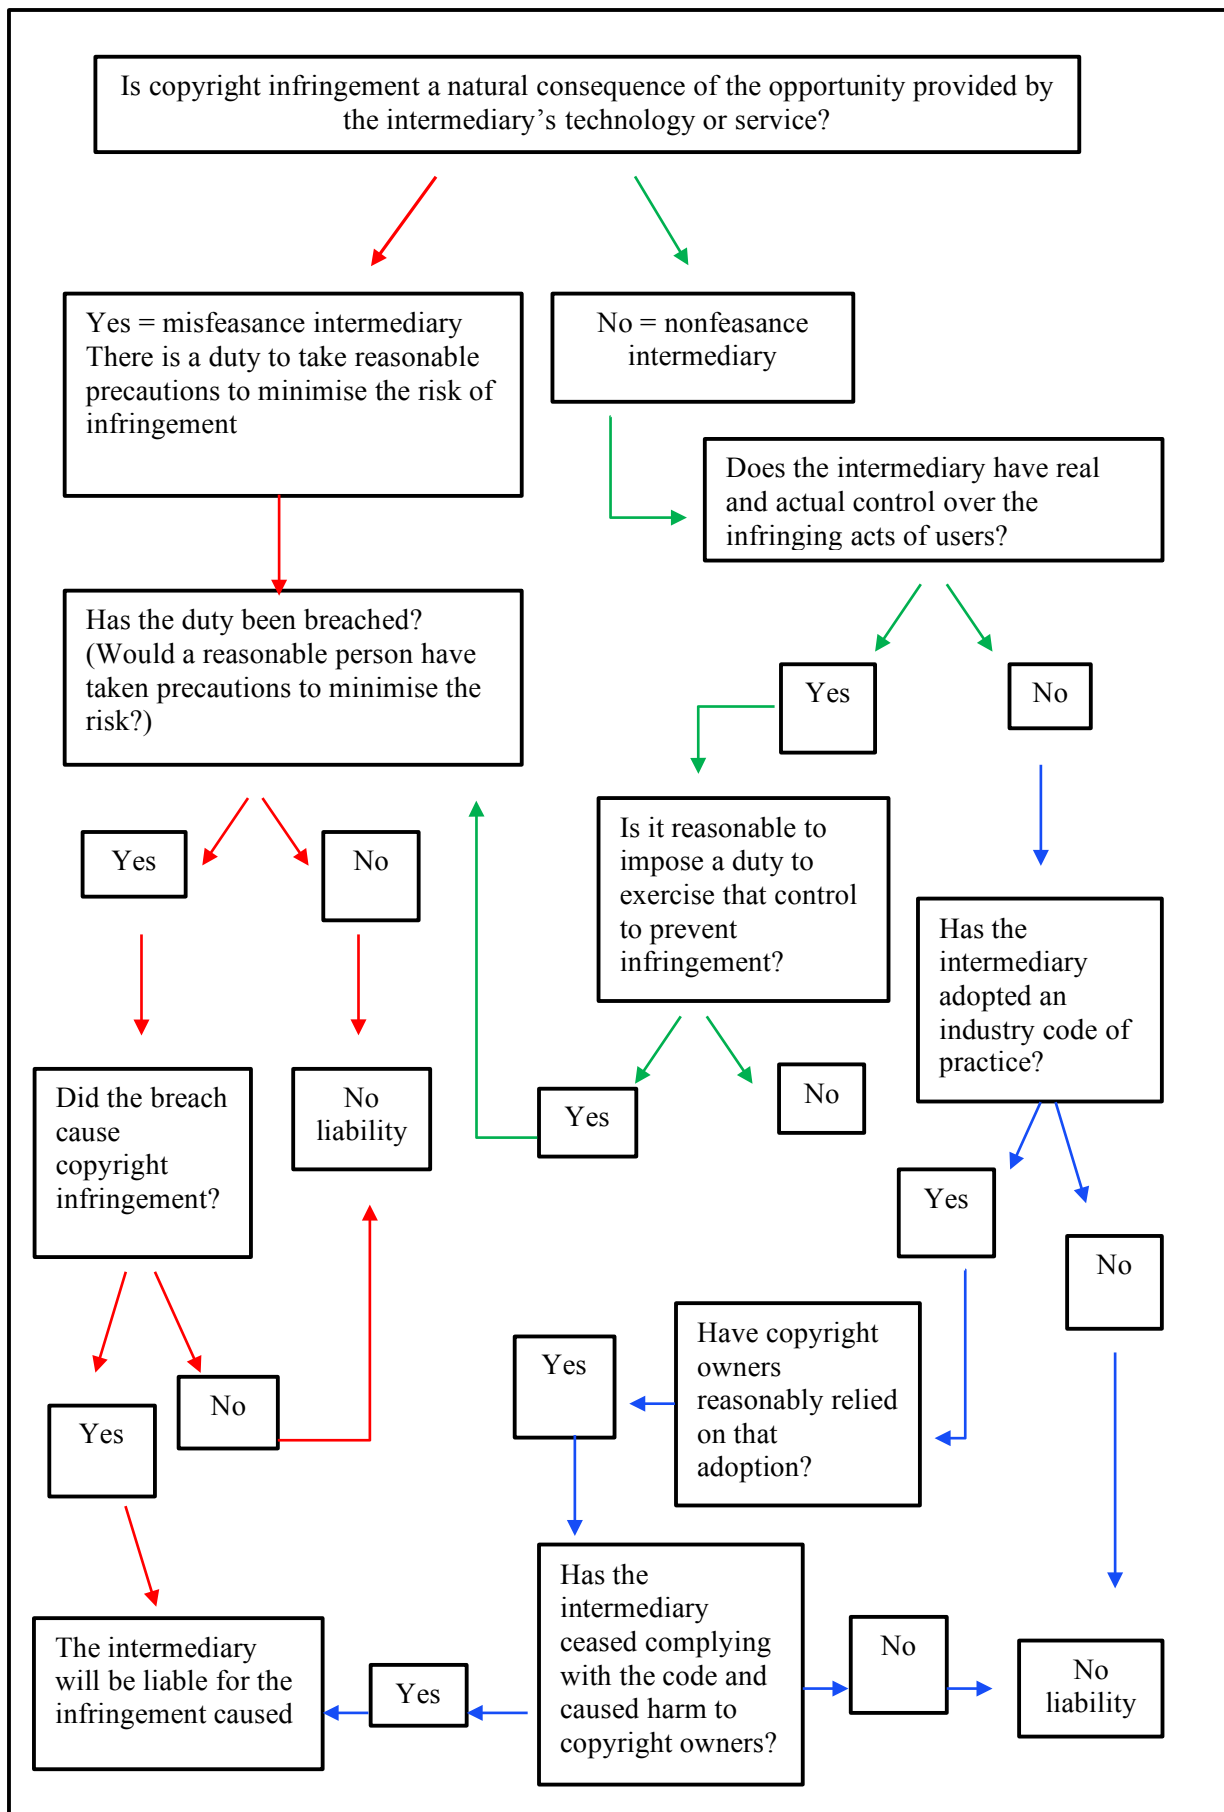 Is copyright infringement a natural consequence of the opportunity provided by
the intermediary’s technology or service?
Yes = misfeasance intermediary
There is a duty to take reasonable
precautions to minimise the risk of
infringement
No = nonfeasance
intermediary
Does the intermediary have real
and actual control over the
infringing acts of users?
Has the duty been breached?
(Would a reasonable person have
taken precautions to minimise the
risk?)
Yes
No
Is it reasonable to
impose a duty to
exercise that control
to prevent
infringement?
Yes
No
Has the
intermediary
adopted an
industry code of
practice?
Did the breach
cause
copyright
infringement?
No
liability
Yes
No
Yes
No
Have copyright
owners
reasonably relied
on that
adoption?
Yes
Yes
No
Has the
intermediary
ceased complying
with the code and
caused harm to
copyright owners?
The intermediary
will be liable for the
infringement caused
Yes
No
No
liability